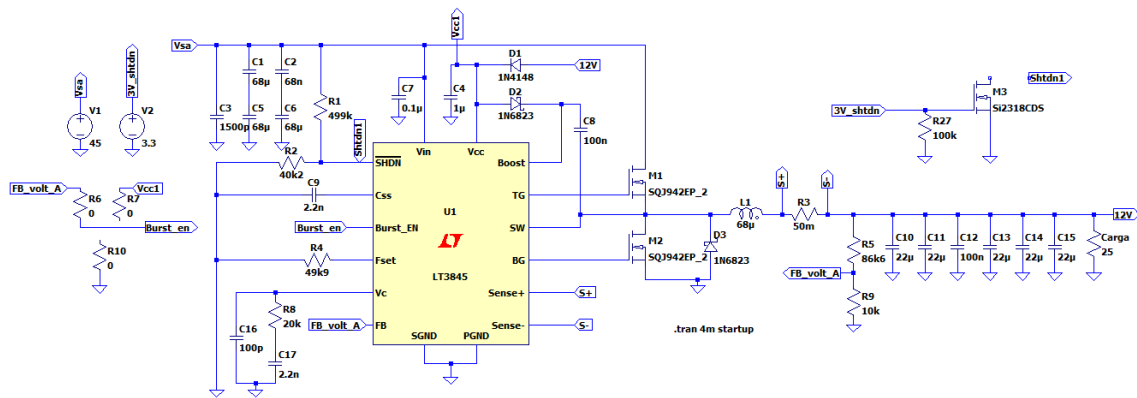 Vsa
Vcc1
D1
1N4148
12V
D2
1N6823
C1
68µ
C2
68n
C3
1500p
C5
68µ
C6
68µ
R1
499k
C7
0.1µ
C4
1µ
C8
100n
Vsa
V1
45
3V_shtdn
V2
3.3
Shtdn1
M3
Si2318CDS
3V_shtdn
R27
100k
FB_volt_A
R6
0
R7
0
Vcc1
Burst_en
R10
0
R2
40k2
Shtdn1
C9
2.2n
Burst_en
R4
49k9
R8
20k
C16
100p
C17
2.2n
FB_volt_A
Vin
Vcc
SHDN
Boost
Css
TG
U1
Burst_EN
SW
Fset
LT3845
BG
Vc
Sense+
FB
Sense-
SGND
PGND
S+
S-
M1
SQJ942EP_2
M2
SQJ942EP_2
D3
1N6823
L1
68µ
S+
R3
50m
S-
12V
R5
86k6
FB_volt_A
R9
10k
C10
22µ
C11
22µ
C12
100n
C13
22µ
C14
22µ
C15
22µ
Carga
25
.tran 4m startup